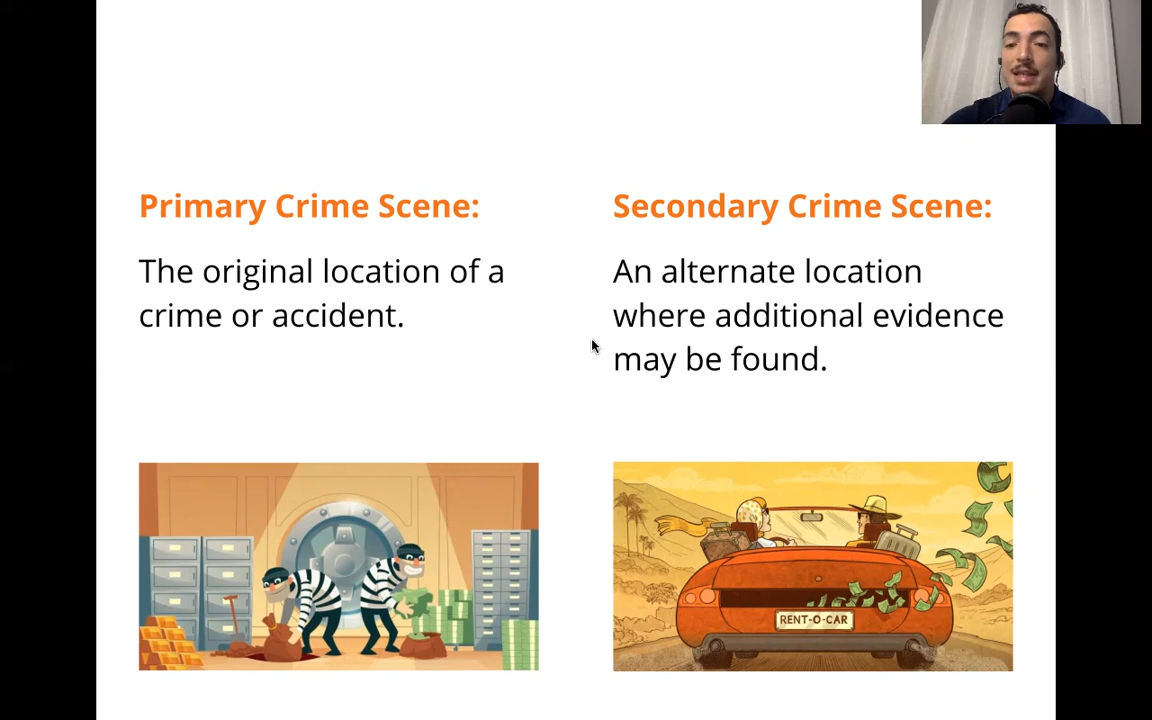 Primary Crime Scene:
The original location of a
crime or accident.
Secondary Crime Scene:
An alternate location
where additional evidence
may be found.
RENT-O-CAR